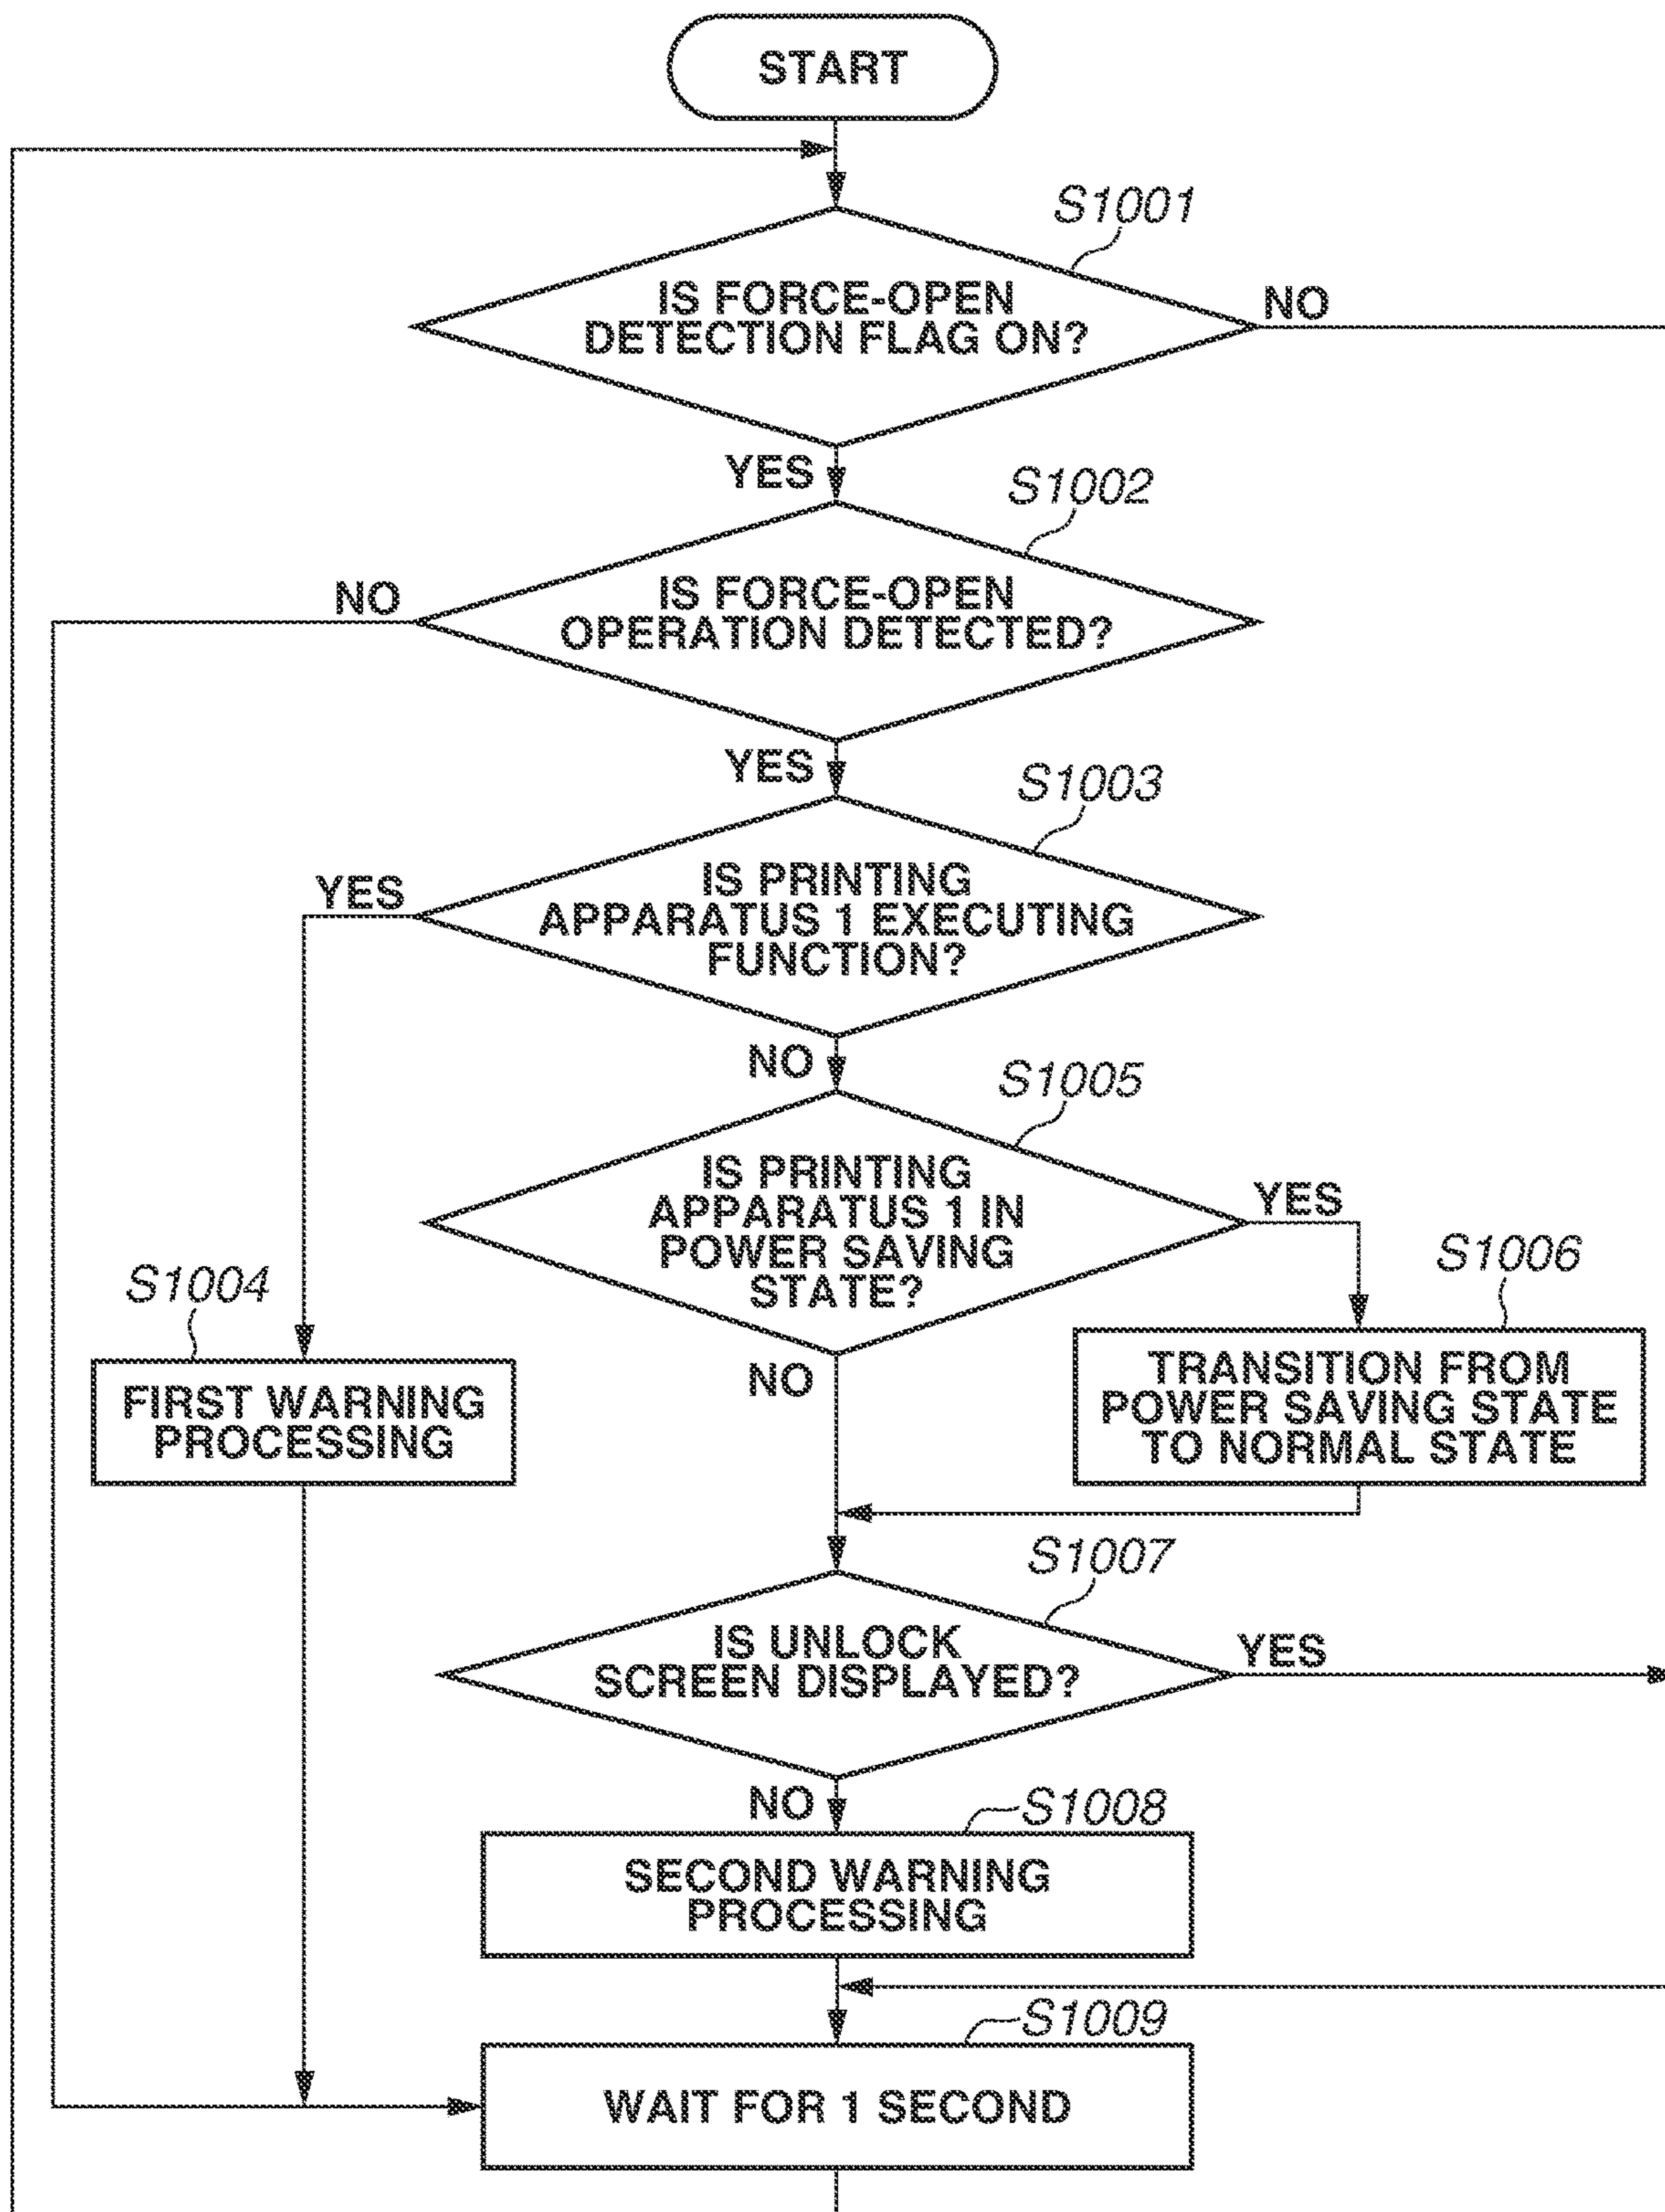 START
S1001
IS FORCE-OPEN
DETECTION FLAG ON?
NO
YES
S1002
NO
IS FORCE-OPEN
OPERATION DETECTED?
YES
S1003
YES
IS PRINTING
APPARATUS 1 EXECUTING
FUNCTION?
NO
S1005
IS PRINTING
APPARATUS 1 IN
POWER SAVING
STATE?
YES
S1006
S1004
NO
TRANSITION FROM
POWER SAVING STATE
TO NORMAL STATE
FIRST WARNING
PROCESSING
S1007
IS UNLOCK
SCREEN DISPLAYED?
YES
NO
S1008
SECOND WARNING
PROCESSING
S1009
WAIT FOR 1 SECOND